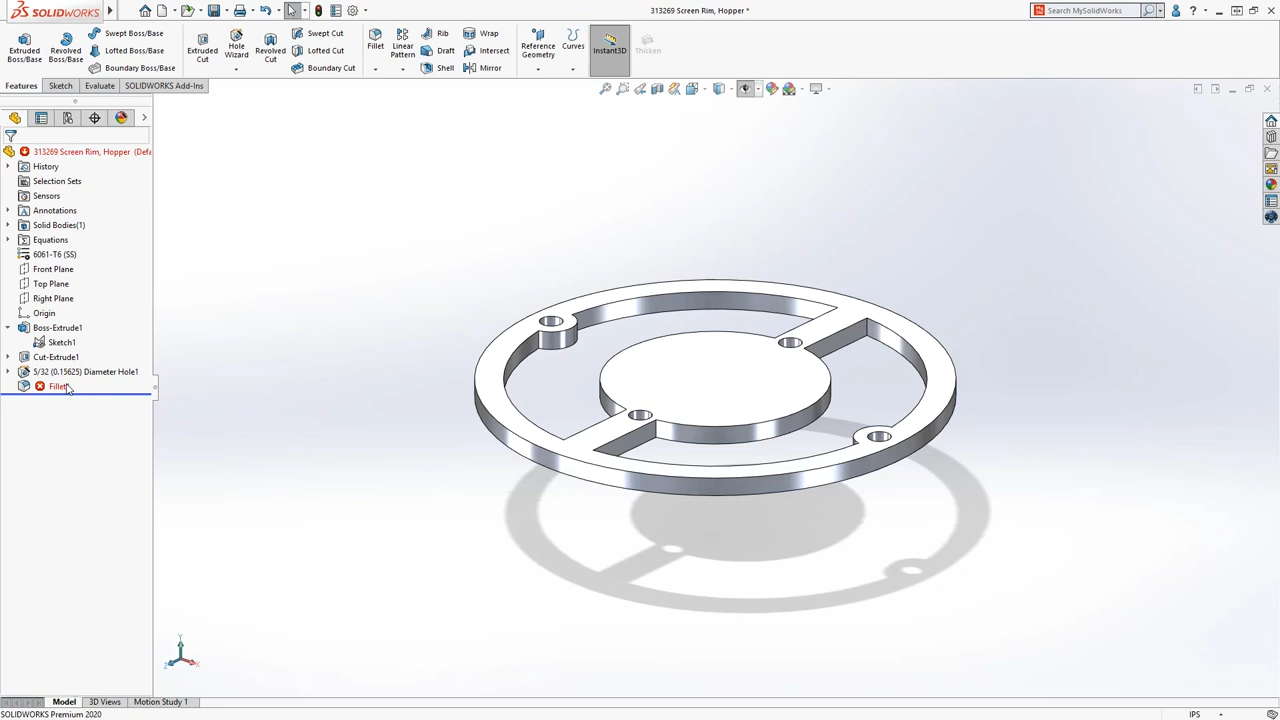 SOLIDWORKS
313269 Screen Rim, Hopper *
Search MySolidWorks
Extruded Boss/Base
Revolved Boss/Base
Swept Boss/Base
Lofted Boss/Base
Boundary Boss/Base
Extruded Cut
Hole Wizard
Revolved Cut
Swept Cut
Lofted Cut
Boundary Cut
Fillet
Linear Pattern
Rib
Draft
Shell
Wrap
Intersect
Mirror
Reference Geometry
Curves
Instant3D
Thicken
Features Sketch Evaluate SOLIDWORKS Add-Ins
313269 Screen Rim, Hopper (Defa
History
Selection Sets
Sensors
Annotations
Solid Bodies(1)
Equations
6061-T6 (SS)
Front Plane
Top Plane
Right Plane
Origin
Boss-Extrude1
Sketch1
Cut-Extrude1
5/32 (0.15625) Diameter Hole1
Y
Z X
Model 3D Views Motion Study 1
SOLIDWORKS Premium 2020
IPS